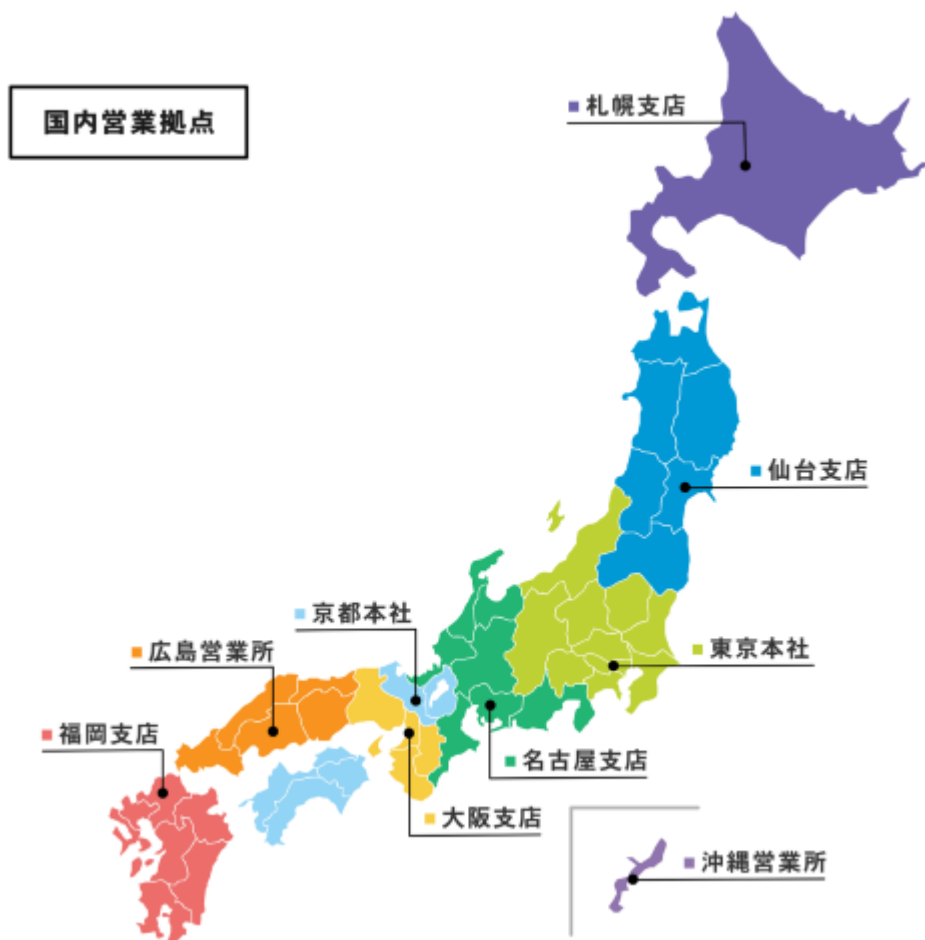 国内営業拠点
■札幌支店
■仙台支店
■京都本社
■東京本社
■広島営業所
■福岡支店
■名古屋支店
■大阪支店
■沖縄営業所